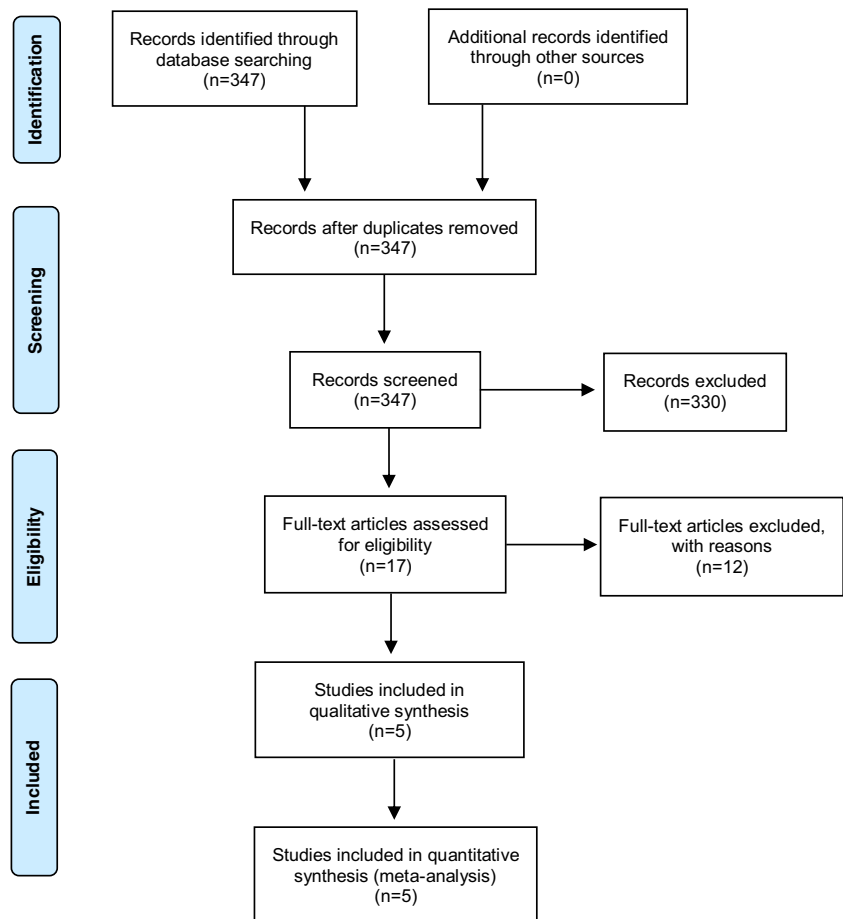 Identification
Records identified through
database searching
(n=347)
Additional records identified
through other sources
(n=0)
Screening
Records after duplicates removed
(n=347)
Records screened
(n=347)
Records excluded
(n=330)
Eligibility
Full-text articles assessed
for eligibility
(n=17)
Full-text articles excluded,
with reasons
(n=12)
Included
Studies included in
qualitative synthesis
(n=5)
Studies included in quantitative
synthesis (meta-analysis)
(n=5)